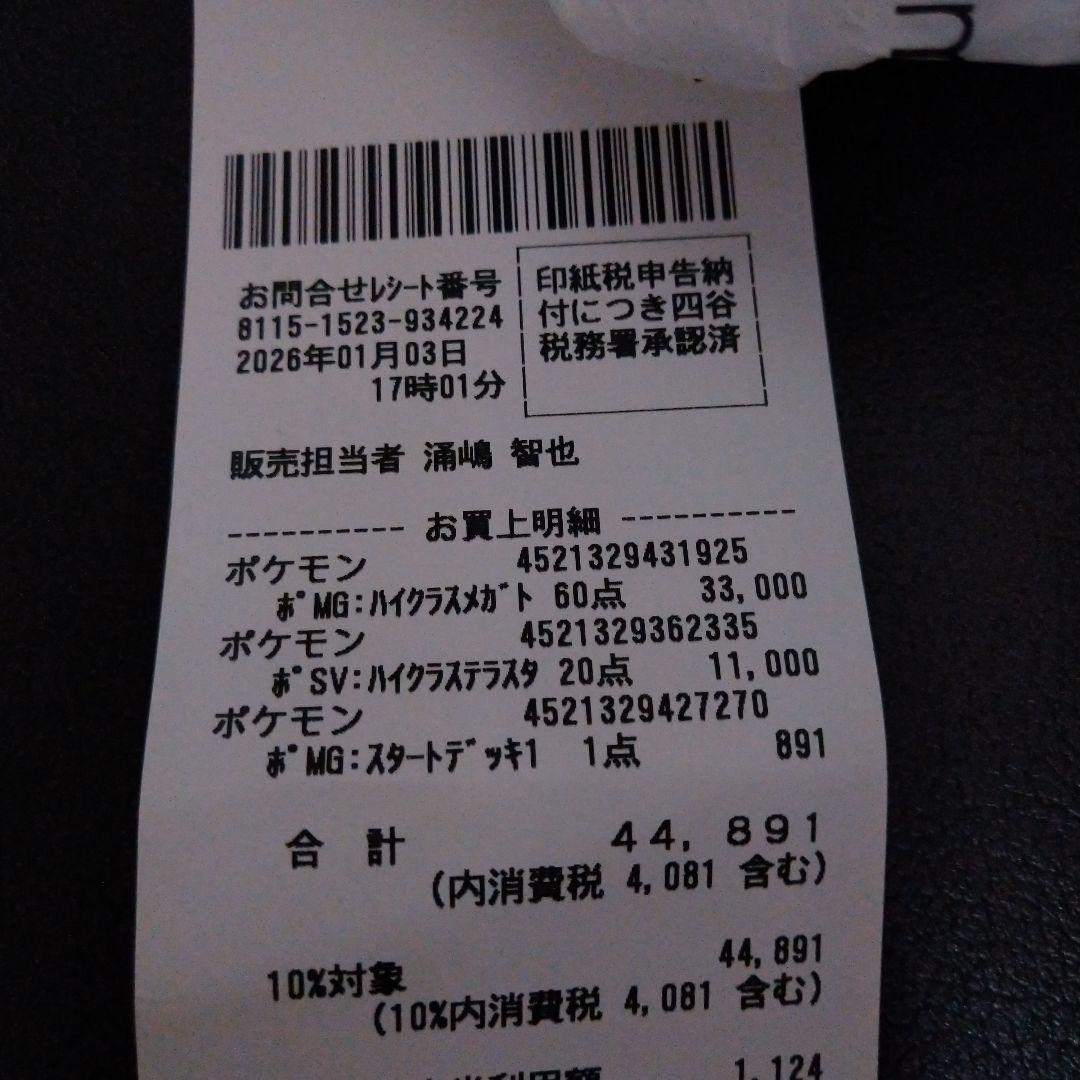 n
お問合せﾚｼｰﾄ番号
8115-1523-934224
2026年01月03日
17時01分
印紙税申告納
付につき四谷
税務署承認済
販売担当者 涌嶋 智也
---------- お買上明細 ----------
ポケモン 4521329431925
ﾎﾟMG:ﾊｲｸﾗｽﾒｶﾞﾄ 60点 33,000
ポケモン 4521329362335
ﾎﾟSV:ﾊｲｸﾗｽﾃﾗｽﾀ 20点 11,000
ポケモン 4521329427270
ﾎﾟMG:ｽﾀｰﾄﾃﾞｯｷ1 1点 891
合 計 44,891
(内消費税 4,081 含む)
10%対象 44,891
(10%内消費税 4,081 含む)
1,124